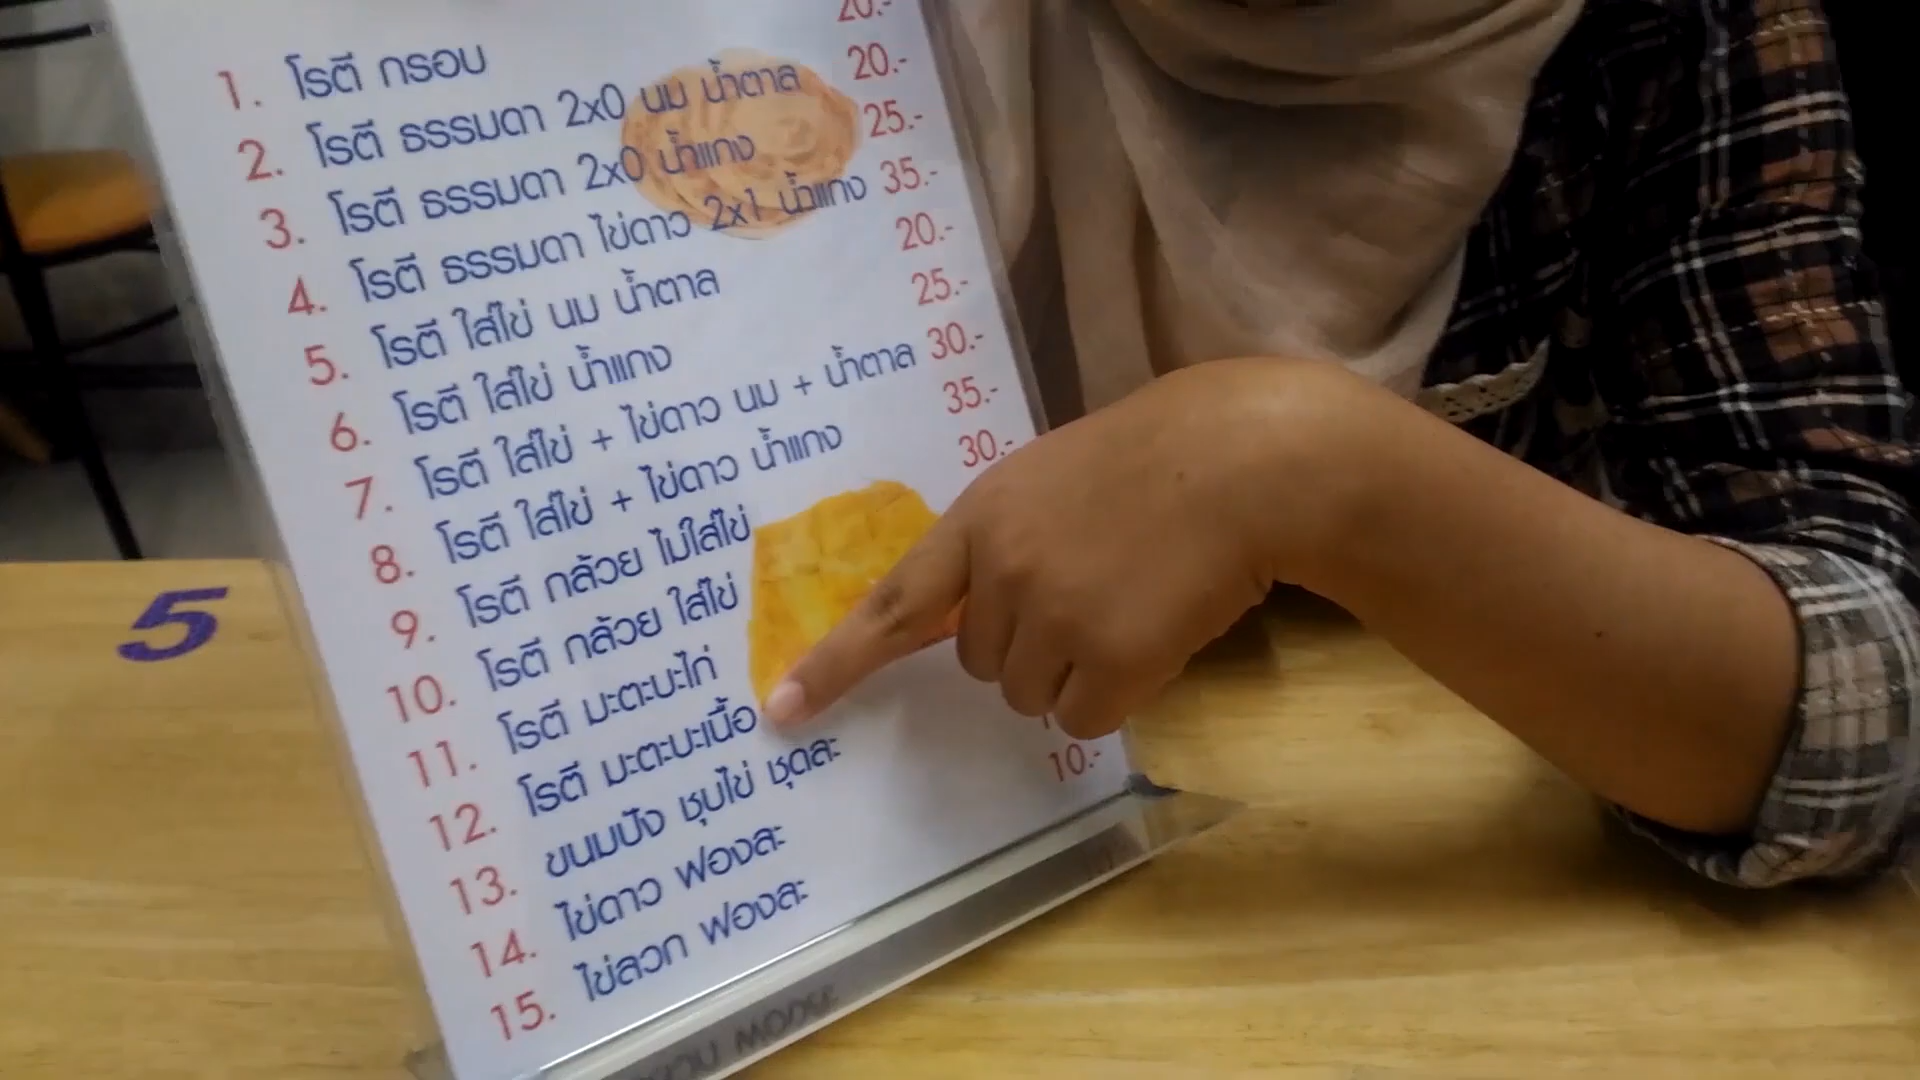 1. โรตี กรอบ 20.-
2. โรตี ธรรมดา 2x0 นม น้ำตาล 20.-
3. โรตี ธรรมดา 2x0 น้ำแกง 25.-
4. โรตี ธรรมดา ไข่ดาว 2x1 น้ำแกง 35.-
5. โรตี ใส่ไข่ นม น้ำตาล 20.-
6. โรตี ใส่ไข่ น้ำแกง 25.-
7. โรตี ใส่ไข่ + ไข่ดาว นม + น้ำตาล 30.-
8. โรตี ใส่ไข่ + ไข่ดาว น้ำแกง 35.-
9. โรตี กล้วย ไม่ใส่ไข่ 30.-
10. โรตี กล้วย ใส่ไข่
11. โรตี มะตะบะไก่
12. โรตี มะตะบะเนื้อ
13. ขนมปัง ชุบไข่ ชุดละ
14. ไข่ดาว ฟองละ 10.-
15. ไข่ลวก ฟองละ
5